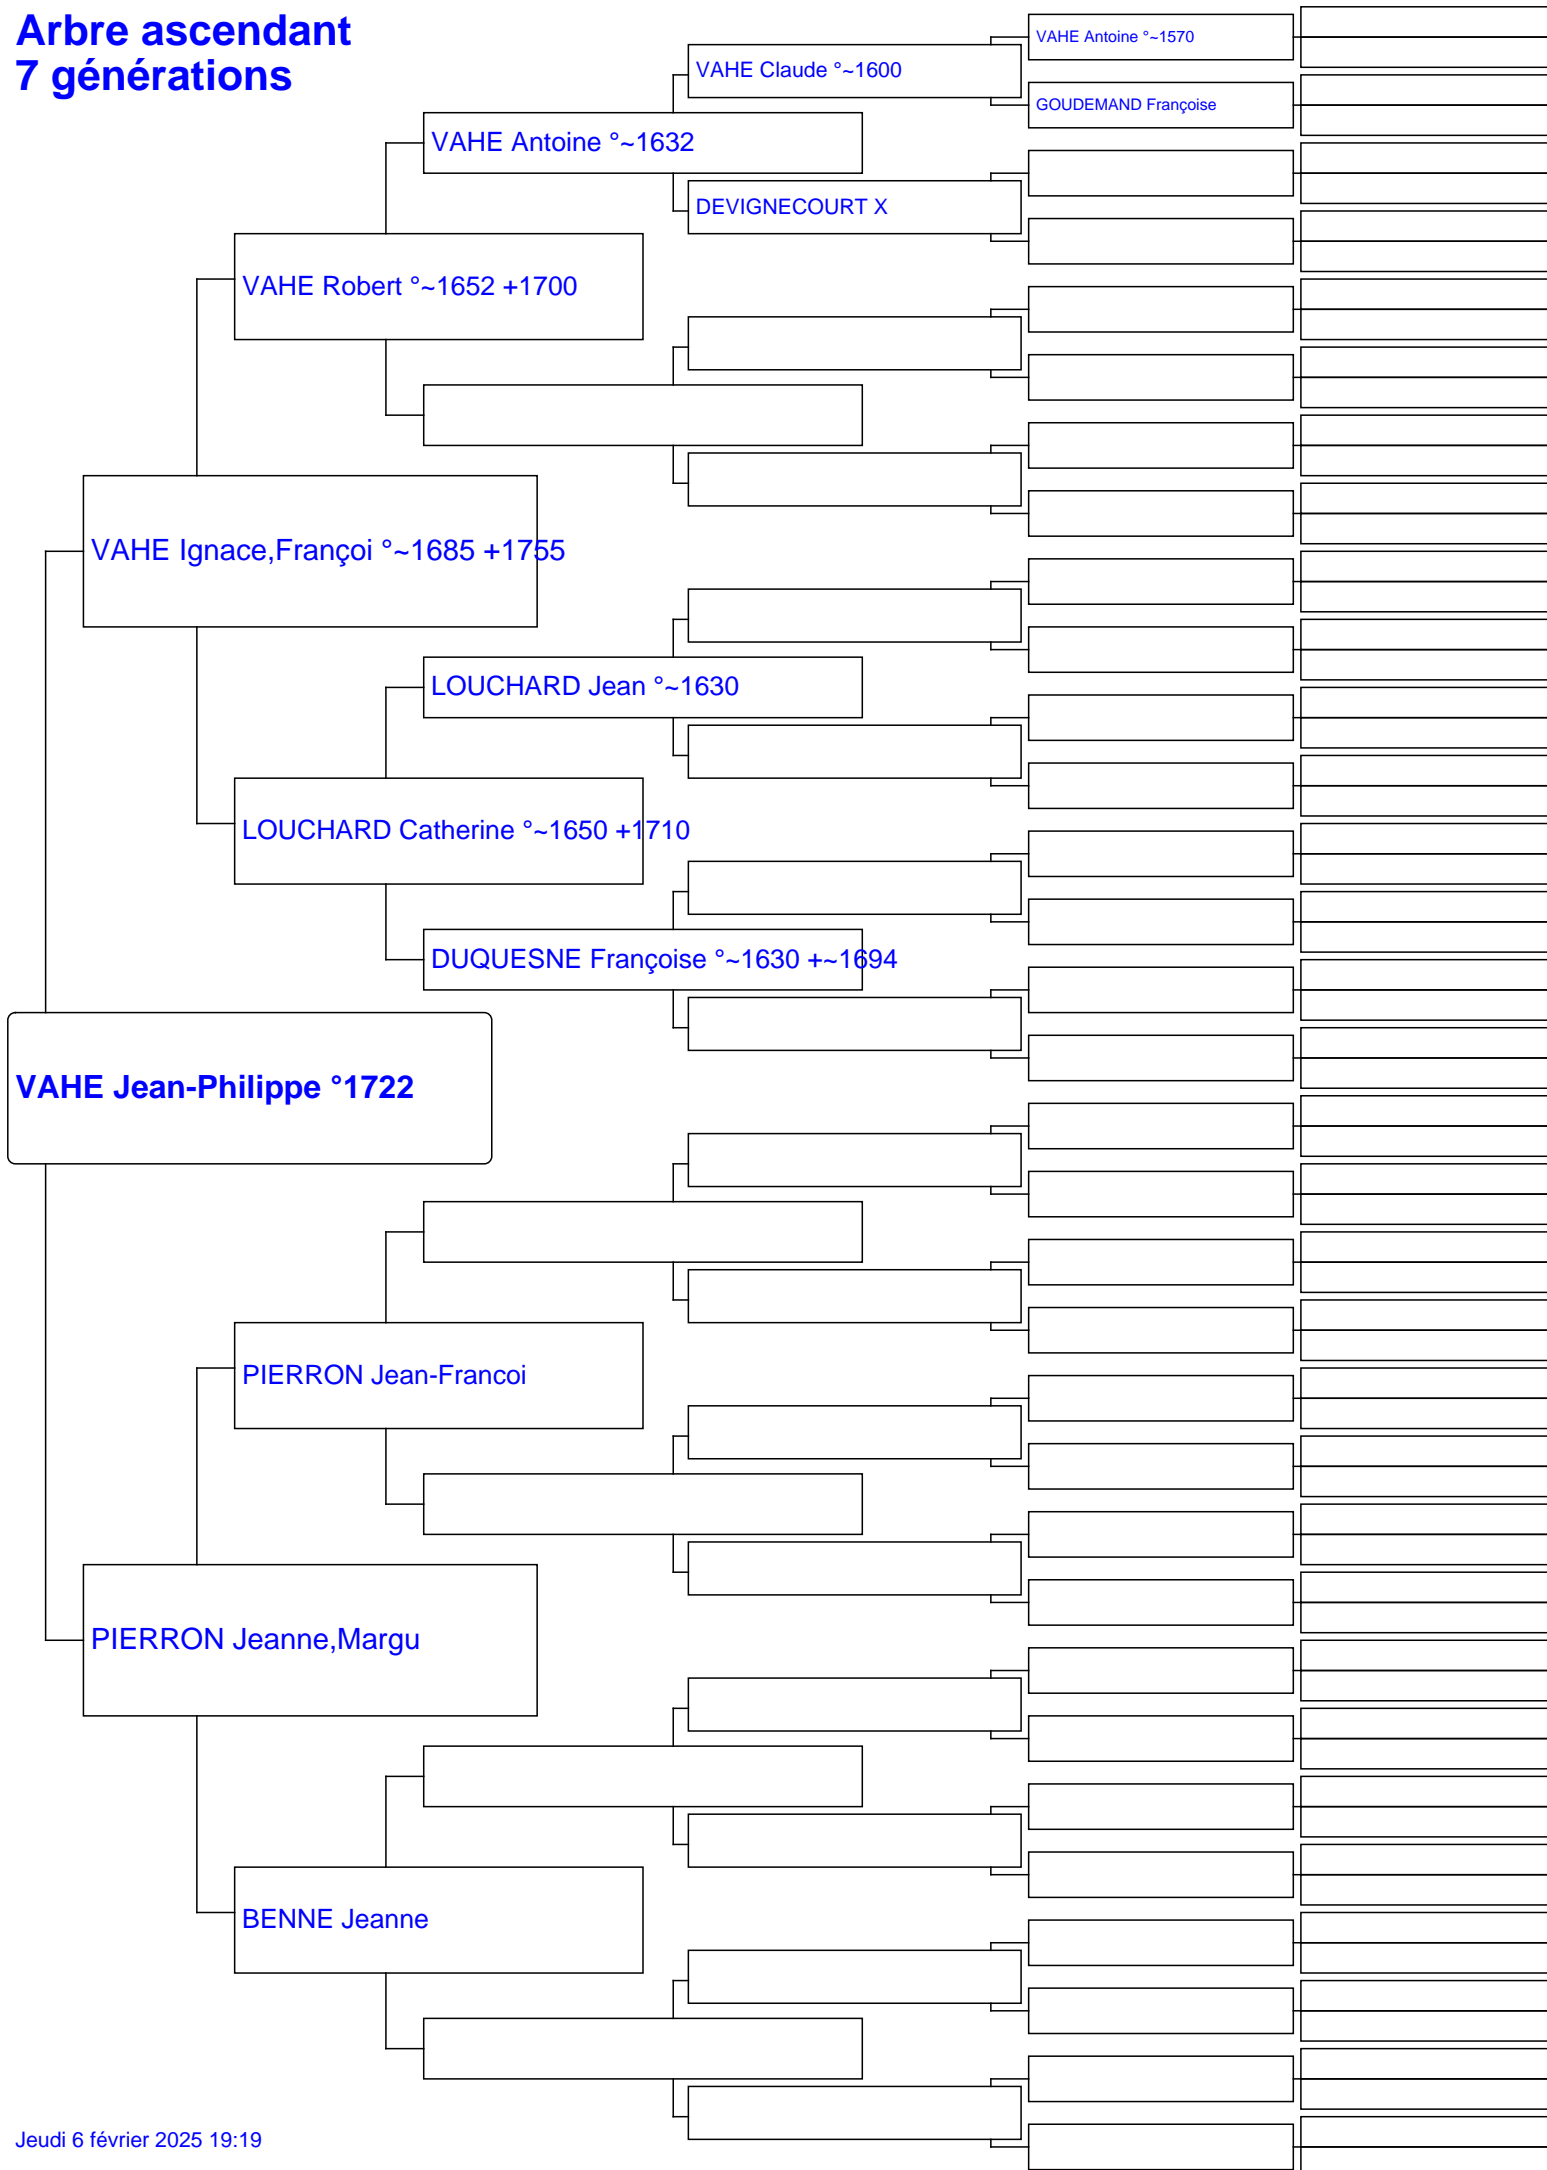 Arbre ascendant
7 générations
VAHE Antoine °~1570
VAHE Claude °~1600
GOUDEMAND Françoise
VAHE Antoine °~1632
DEVIGNECOURT X
VAHE Robert °~1652 +1700
VAHE Ignace,Françoi °~1685 +1755
LOUCHARD Jean °~1630
LOUCHARD Catherine °~1650 +1710
DUQUESNE Françoise °~1630 +~1694
VAHE Jean-Philippe °1722
PIERRON Jean-Francoi
PIERRON Jeanne,Margu
BENNE Jeanne
Jeudi 6 février 2025 19:19